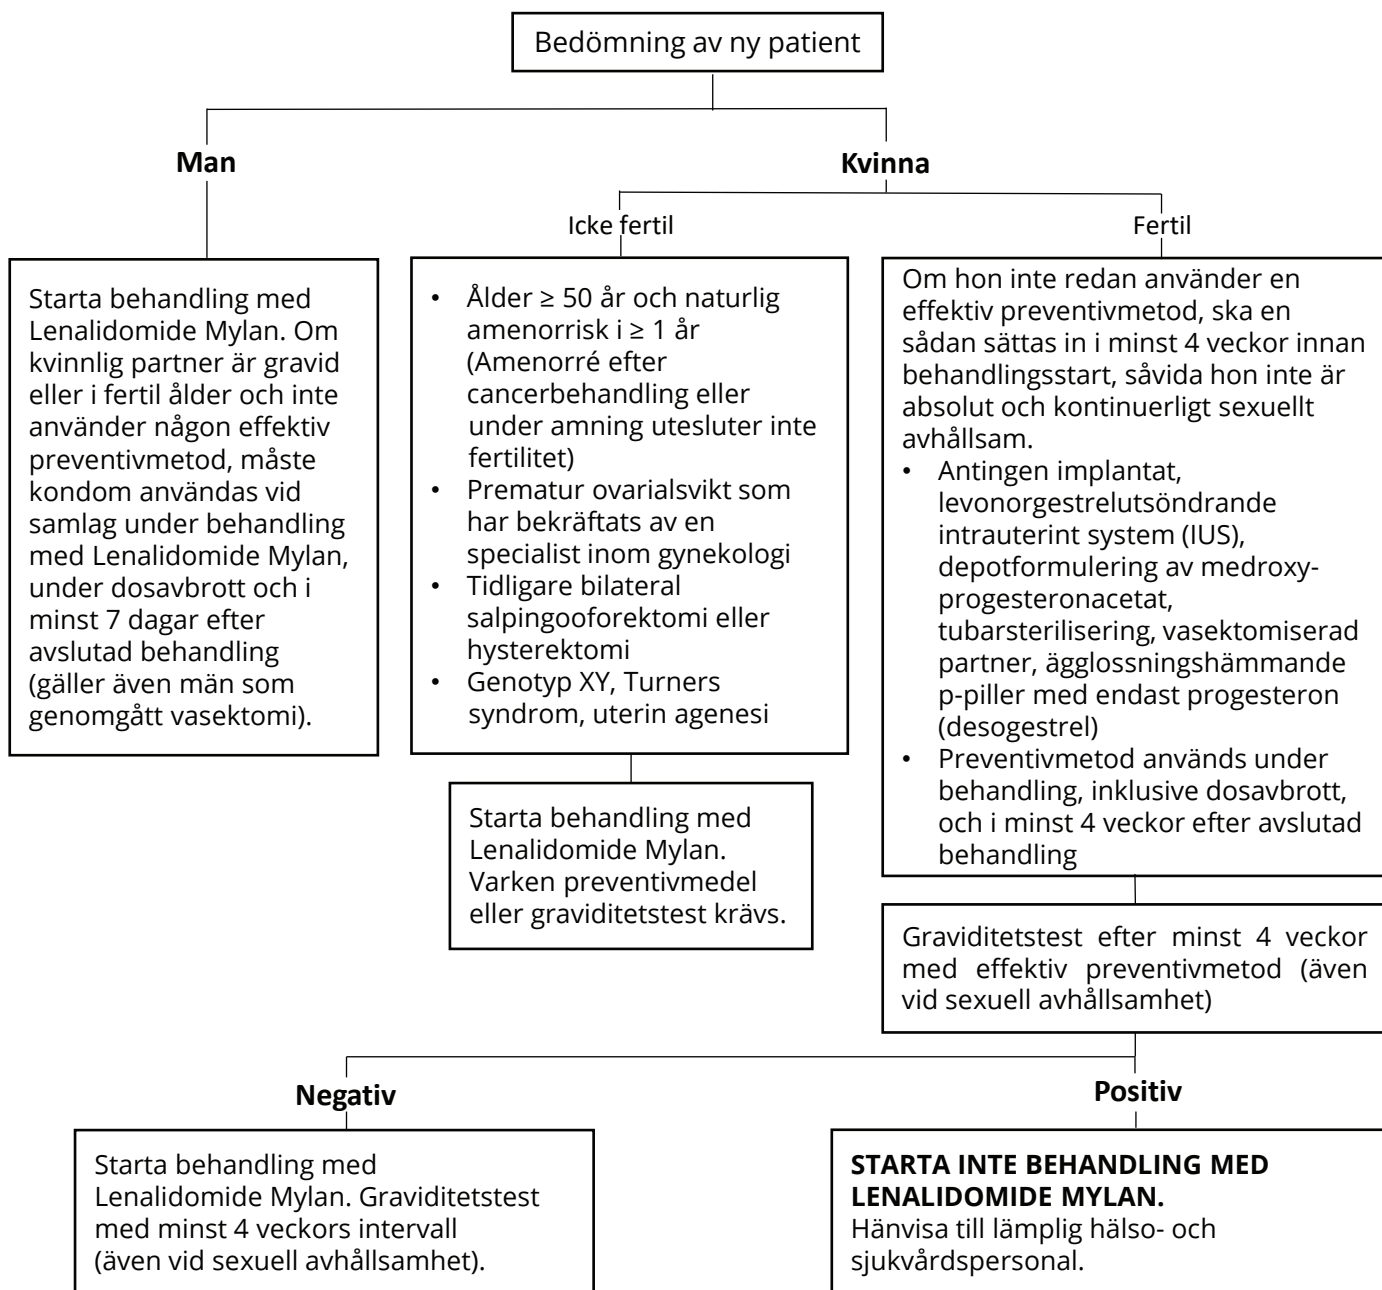 Bedömning av ny patient
Man
Kvinna
Icke fertil
Fertil
Starta behandling med
Lenalidomide Mylan. Om
kvinnlig partner är gravid
eller i fertil ålder och inte
använder någon effektiv
preventivmetod, måste
kondom användas vid
samlag under behandling
med Lenalidomide Mylan,
under dosavbrott och i
minst 7 dagar efter
avslutad behandling
(gäller även män som
genomgått vasektomi).
• Ålder ≥ 50 år och naturlig
amenorrisk i ≥ 1 år
(Amenorré efter
cancerbehandling eller
under amning utesluter inte
fertilitet)
• Prematur ovarialsvikt som
har bekräftats av en
specialist inom gynekologi
• Tidligare bilateral
salpingooforektomi eller
hysterektomi
• Genotyp XY, Turners
syndrom, uterin agenesi
Starta behandling med
Lenalidomide Mylan.
Varken preventivmedel
eller graviditetstest krävs.
Om hon inte redan använder en
effektiv preventivmetod, ska en
sådan sättas in i minst 4 veckor innan
behandlingsstart, såvida hon inte är
absolut och kontinuerligt sexuellt
avhållsam.
• Antingen implantat,
levonorgestrelutsöndrande
intrauterint system (IUS),
depotformulering av medroxy-
progesteronacetat,
tubarsterilisering, vasektomiserad
partner, ägglossningshämmande
p-piller med endast progesteron
(desogestrel)
• Preventivmetod används under
behandling, inklusive dosavbrott,
och i minst 4 veckor efter avslutad
behandling
Graviditetstest efter minst 4 veckor
med effektiv preventivmetod (även
vid sexuell avhållsamhet)
Negativ
Positiv
Starta behandling med
Lenalidomide Mylan. Graviditetstest
med minst 4 veckors intervall
(även vid sexuell avhållsamhet).
STARTA INTE BEHANDLING MED
LENALIDOMIDE MYLAN.
Hänvisa till lämplig hälso- och
sjukvårdspersonal.